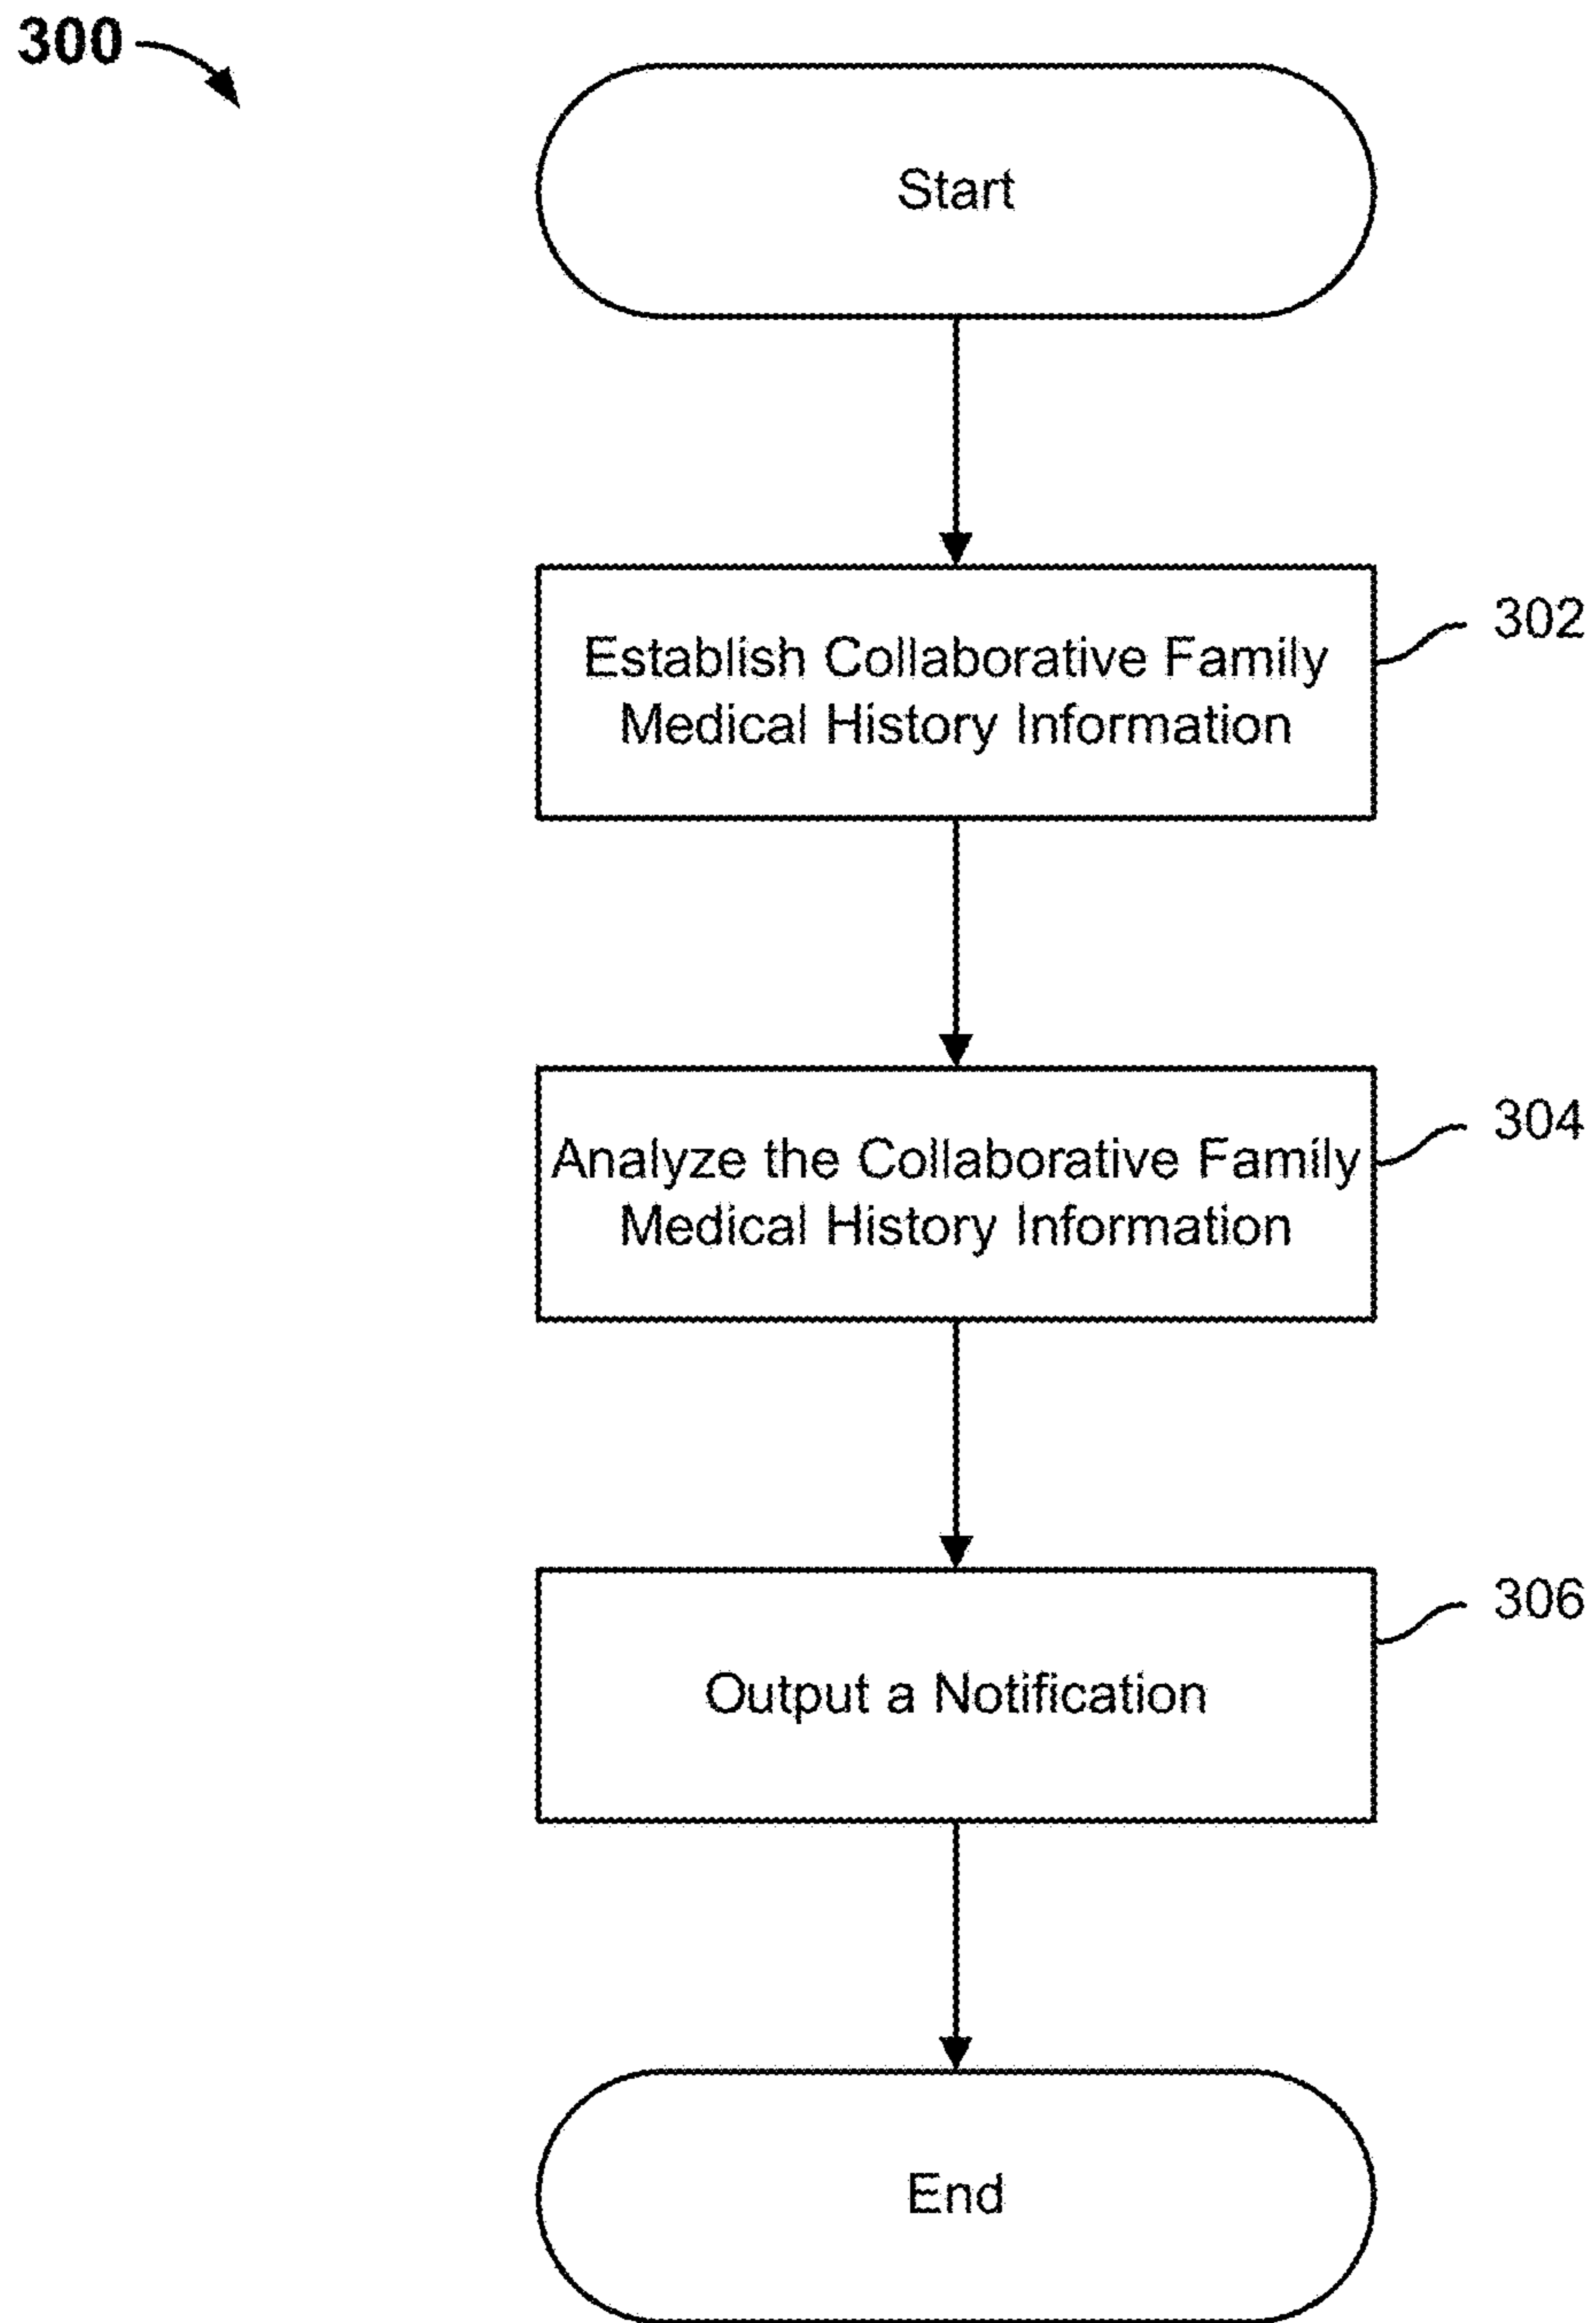 300
Start
Establish Collaborative Family
Medical History Information
302
Analyze the Collaborative Family
Medical History Information
304
Output a Notification
306
End